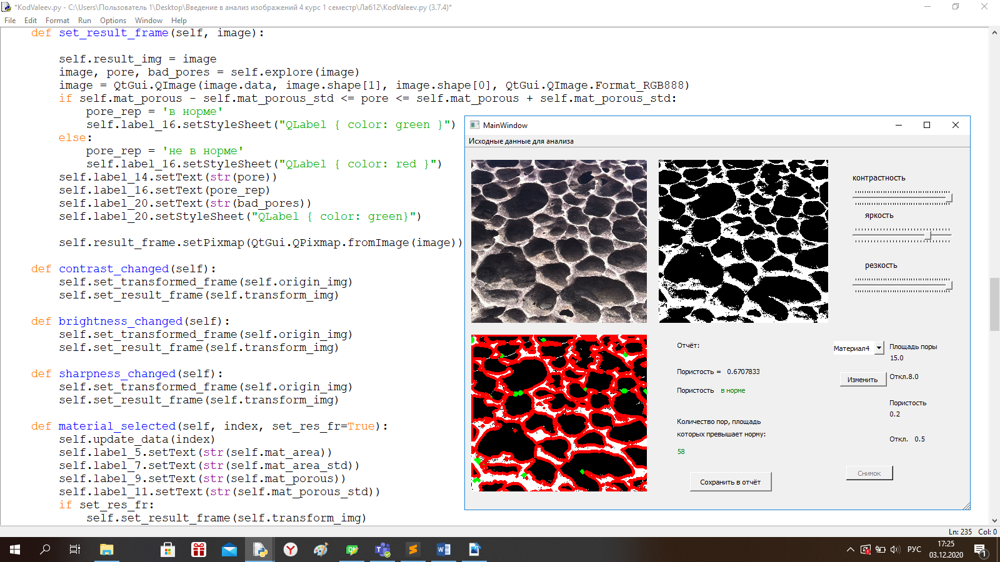 *KodValeev.py - C:\Users\Пользователь 1\Desktop\Введение в анализ изображений 4 курс 1 семестр\Лаб12\KodValeev.py (3.7.4)*
File Edit Format Run Options Window Help
def set_result_frame(self, image):
self.result_img = image
image, pore, bad_pores = self.explore(image)
image = QtGui.QImage(image.data, image.shape[1], image.shape[0], QtGui.QImage.Format_RGB888)
if self.mat_porous - self.mat_porous_std <= pore <= self.mat_porous + self.mat_porous_std:
pore_rep = 'в норме'
self.label_16.setStyleSheet("QLabel { color: green }")
else:
pore_rep = 'не в норме'
self.label_16.setStyleSheet("QLabel { color: red }")
self.label_14.setText(str(pore))
self.label_16.setText(pore_rep)
self.label_20.setText(str(bad_pores))
self.label_20.setStyleSheet("QLabel { color: green}")
self.result_frame.setPixmap(QtGui.QPixmap.fromImage(image))
def contrast_changed(self):
self.set_transformed_frame(self.origin_img)
self.set_result_frame(self.transform_img)
def brightness_changed(self):
self.set_transformed_frame(self.origin_img)
self.set_result_frame(self.transform_img)
def sharpness_changed(self):
self.set_transformed_frame(self.origin_img)
self.set_result_frame(self.transform_img)
def material_selected(self, index, set_res_fr=True):
self.update_data(index)
self.label_5.setText(str(self.mat_area))
self.label_7.setText(str(self.mat_area_std))
self.label_9.setText(str(self.mat_porous))
self.label_11.setText(str(self.mat_porous_std))
if set_res_fr:
self.set_result_frame(self.transform_img)
MainWindow
Исходные данные для анализа
контрастность
яркость
резкость
Отчёт:
Пористость = 0.6707833
Пористость в норме
Количество пор, площадь
которых превышает норму:
58
Сохранить в отчёт
Материал4
Изменить
Площадь поры
15.0
Откл.8.0
Пористость
0.2
Откл. 0.5
Снимок
Ln: 235 Col: 0
РУС
17:25
03.12.2020
1